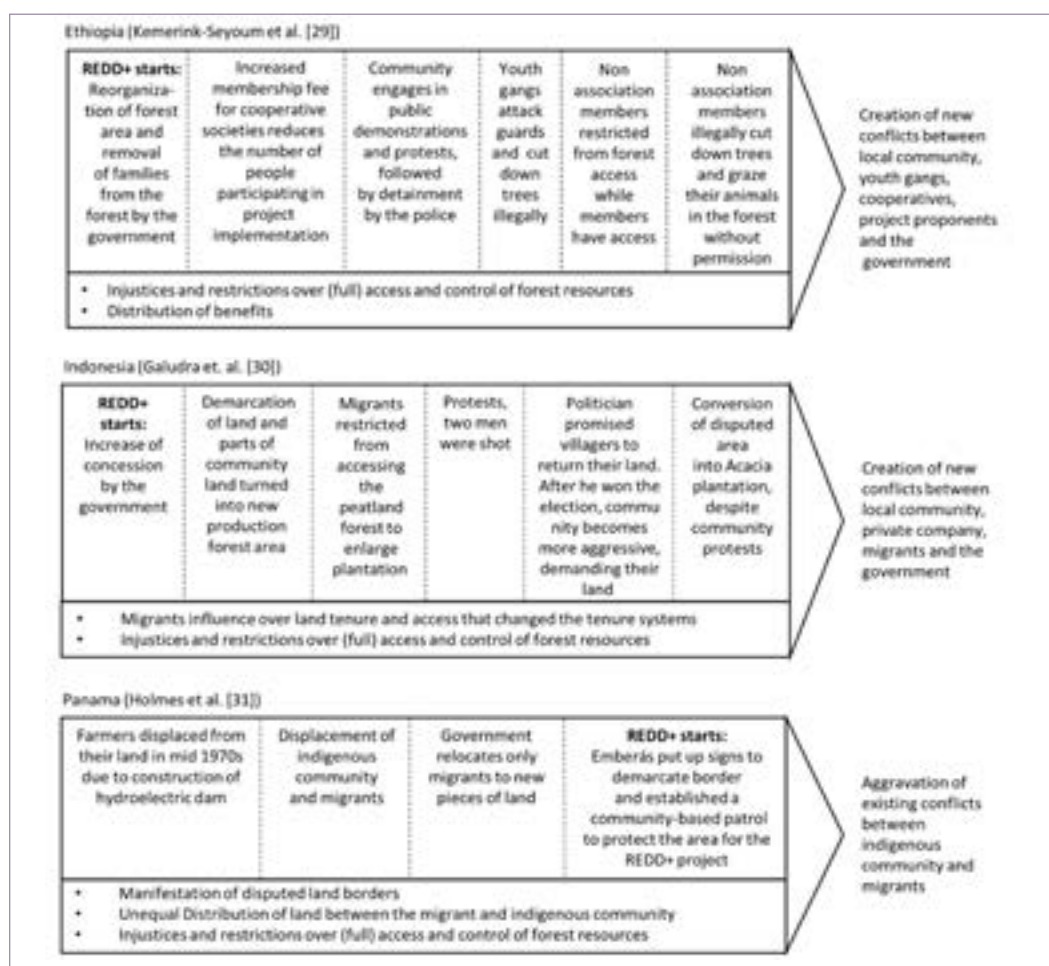 Ethiopia (Kemerink-Seyoum et al. [29])
REDD+ starts:
Reorganiza-
tion of forest
area and
removal
of families
from the
forest by the
government
Increased
membership fee
for cooperative
societies reduces
the number of
people
participating in
project
implementation
Community
engages in
public
demonstrations
and protests,
followed
by detainment
by the police
Youth
gangs
attack
guards
and cut
down
trees
illegally
Non
association
members
restricted
from forest
access
while
members
have access
Non
association
members
illegally cut
down trees
and graze
their animals
in the forest
without
permission
Creation of new
conflicts between
local community,
youth gangs,
cooperatives,
project proponents
and the
government
• Injustices and restrictions over (full) access and control of forest resources
• Distribution of benefits
Indonesia (Galudra et. al. [30])
REDD+
starts:
Increase of
concession
by the
government
Demarcation
of land and
parts of
community
land turned
into new
production
forest area
Migrants
restricted
from
accessing
the
peatland
forest to
enlarge
plantation
Protests,
two men
were shot
Politician
promised
villagers to
return their land.
After he won the
election, commu
nity becomes
more aggressive,
demanding their
land
Conversion
of disputed
area
into Acacia
plantation,
despite
community
protests
Creation of new
conflicts between
local community,
private company,
migrants and the
government
• Migrants influence over land tenure and access that changed the tenure systems
• Injustices and restrictions over (full) access and control of forest resources
Panama (Holmes et al. [31])
Farmers displaced from
their land in mid 1970s
due to construction of
hydroelectric dam
Displacement of
indigenous
community
and migrants
Government
relocates only
migrants to new
pieces of land
REDD+ starts:
Emberás put up signs to
demarcate border
and established a
community-based patrol
to protect the area for the
REDD+ project
Aggravation of
existing conflicts
between
indigenous
community and
migrants
• Manifestation of disputed land borders
• Unequal Distribution of land between the migrant and indigenous community
• Injustices and restrictions over (full) access and control of forest resources